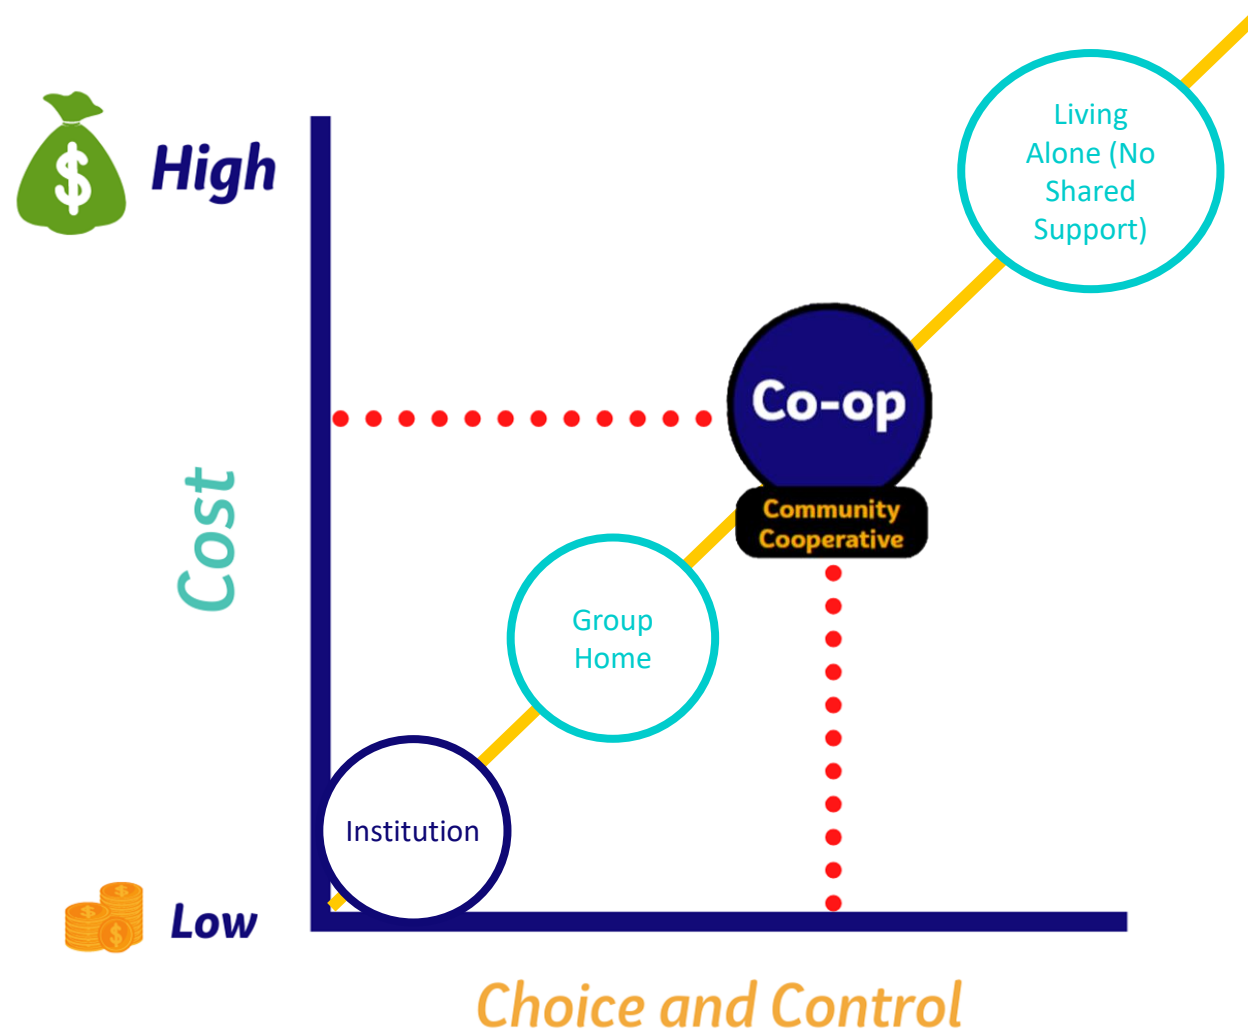 High
Living
Alone (No
Shared
Support)
Co-op
Community
Cooperative
Cost
Group
Home
Institution
Low
Choice and Control
$
$
$
$